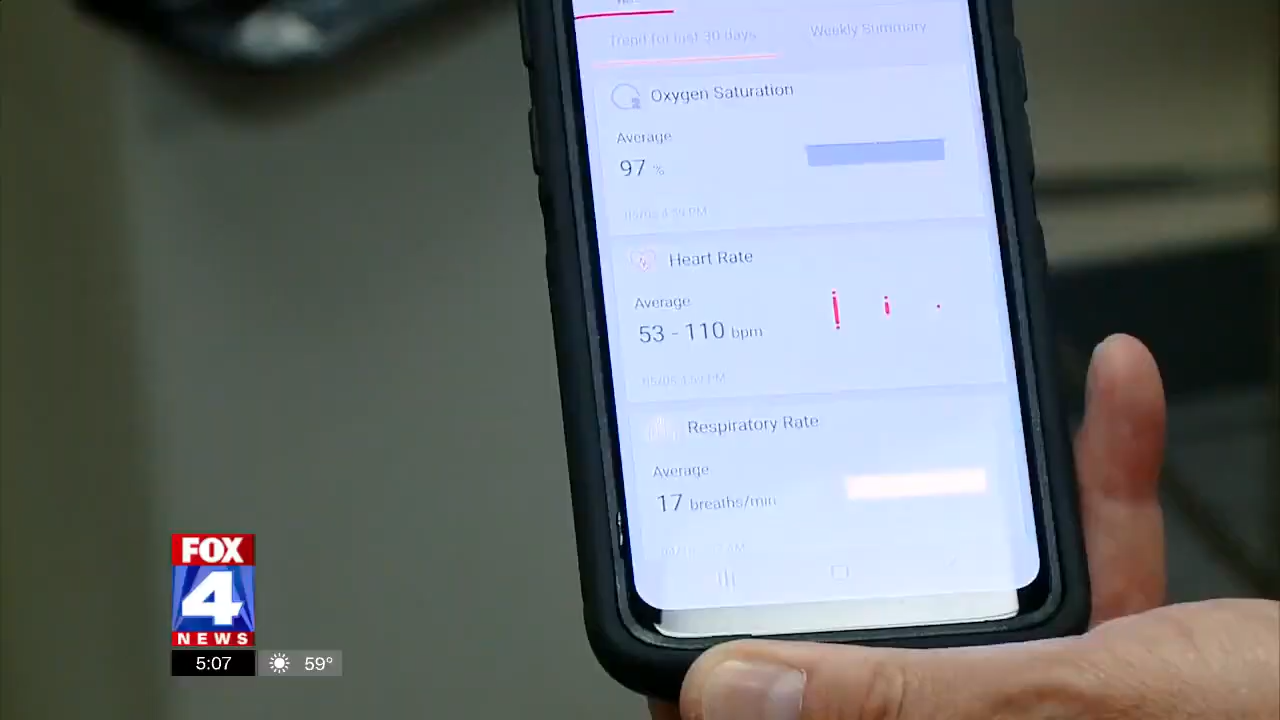 Trend for last 30 days
Weekly Summary
Oxygen Saturation
Average
97 %
Heart Rate
Average
53 - 110 bpm
Respiratory Rate
Average
17 breaths/min
FOX
4
NEWS
5:07
59°